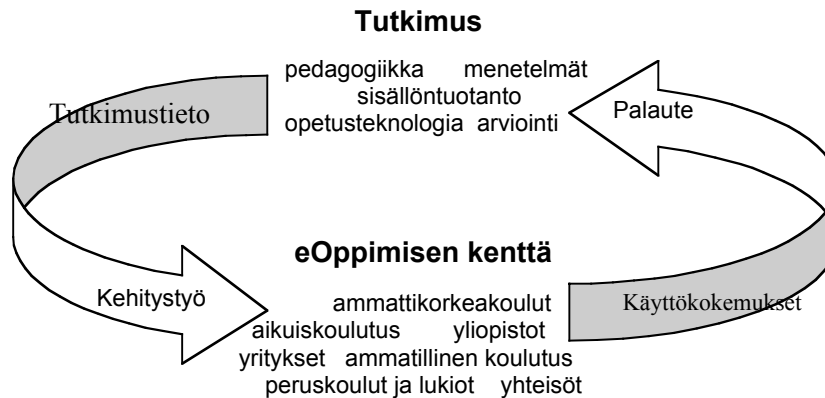 Tutkimus
pedagogiikka menetelmät
sisällöntuotanto
opetusteknologia arviointi
Tutkimustieto
Palaute
eOppimisen kenttä
Kehitystyö
ammattikorkeakoulut
aikuiskoulutus yliopistot
yritykset ammatillinen koulutus
peruskoulut ja lukiot yhteisöt
Käyttökokemukset